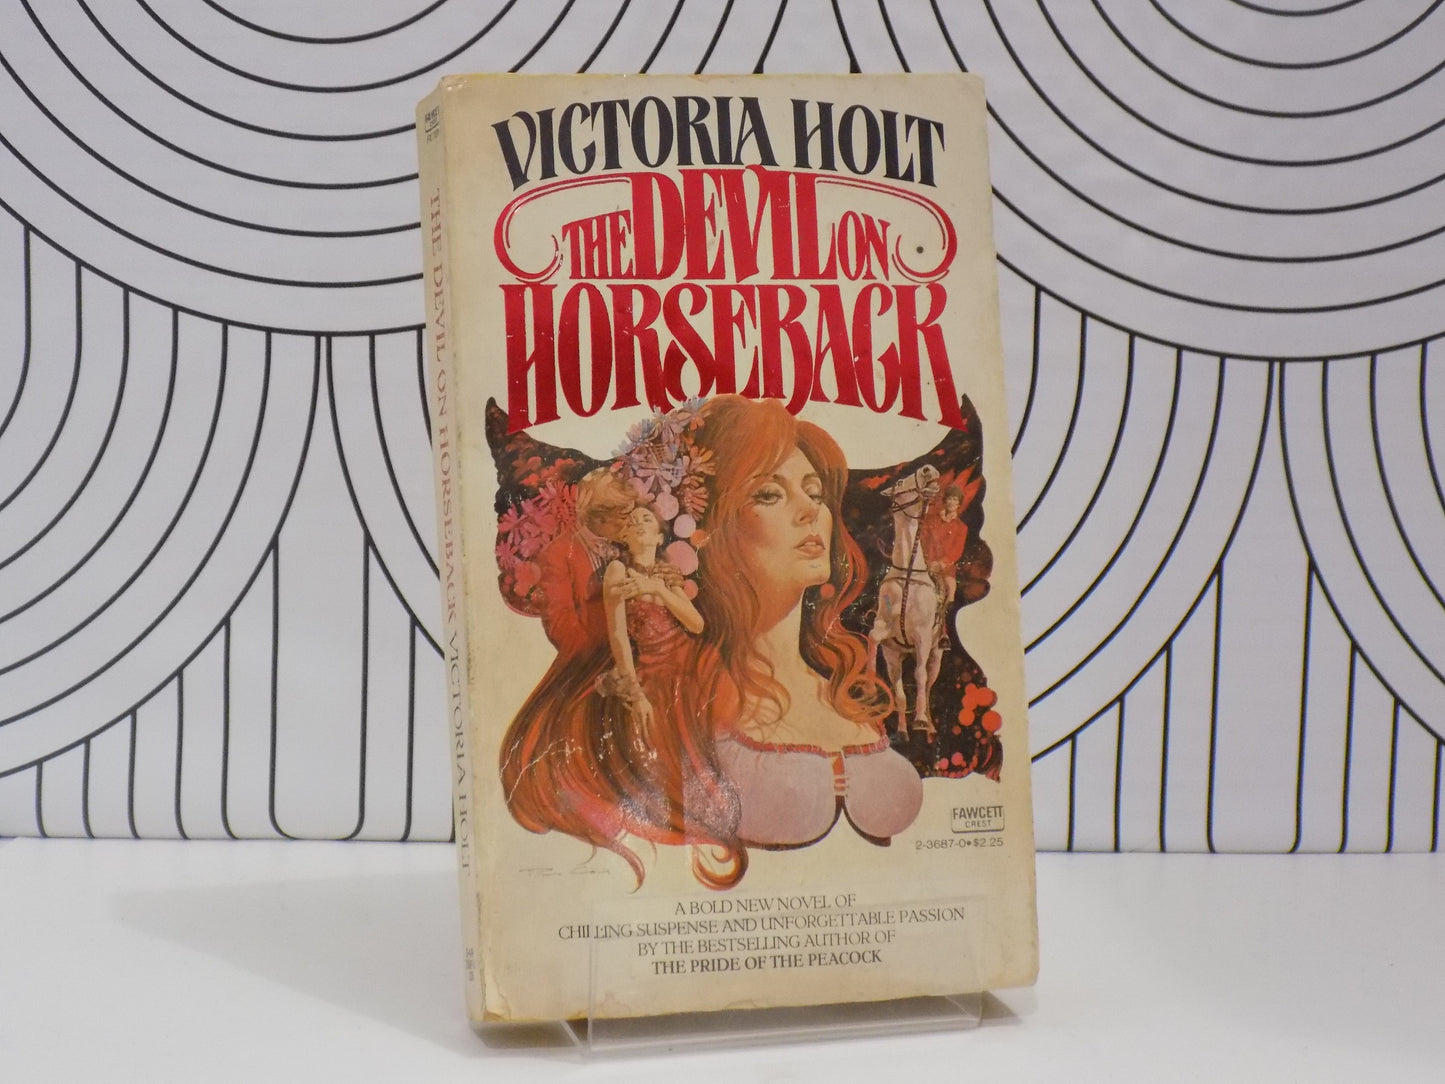 VICTORIA HOLT
THE DEVIL ON
HORSEBACK
FAWCETT
CREST
2-3687-0 • $2.25
A BOLD NEW NOVEL OF
CHILLING SUSPENSE AND UNFORGETTABLE PASSION
BY THE BESTSELLING AUTHOR OF
THE PRIDE OF THE PEACOCK
THE DEVIL ON HORSEBACK VICTORIA HOLT